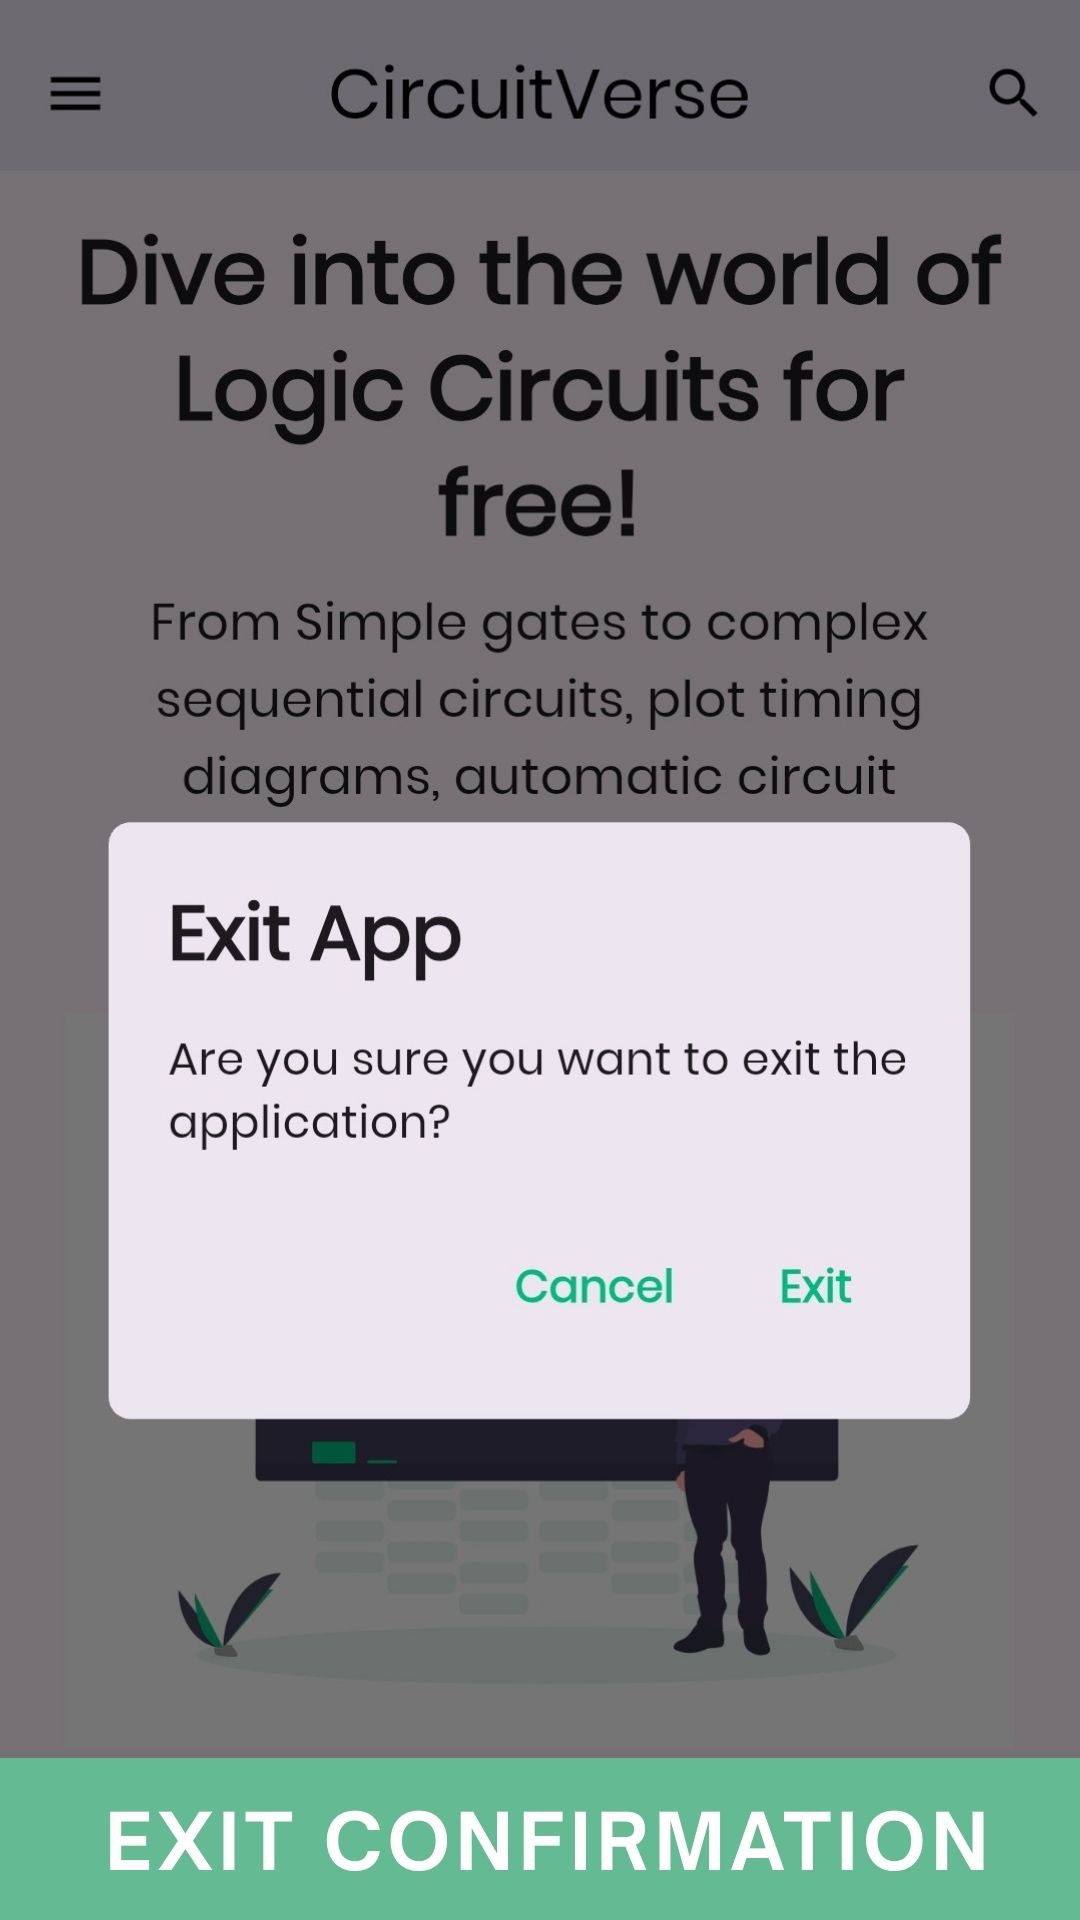 CircuitVerse
Dive into the world of
Logic Circuits for
free!
From Simple gates to complex
sequential circuits, plot timing
diagrams, automatic circuit
Exit App
Are you sure you want to exit the
application?
Cancel Exit
EXIT CONFIRMATION